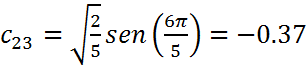 c₂₃ = √(2/5) sen(6π/5) = −0.37